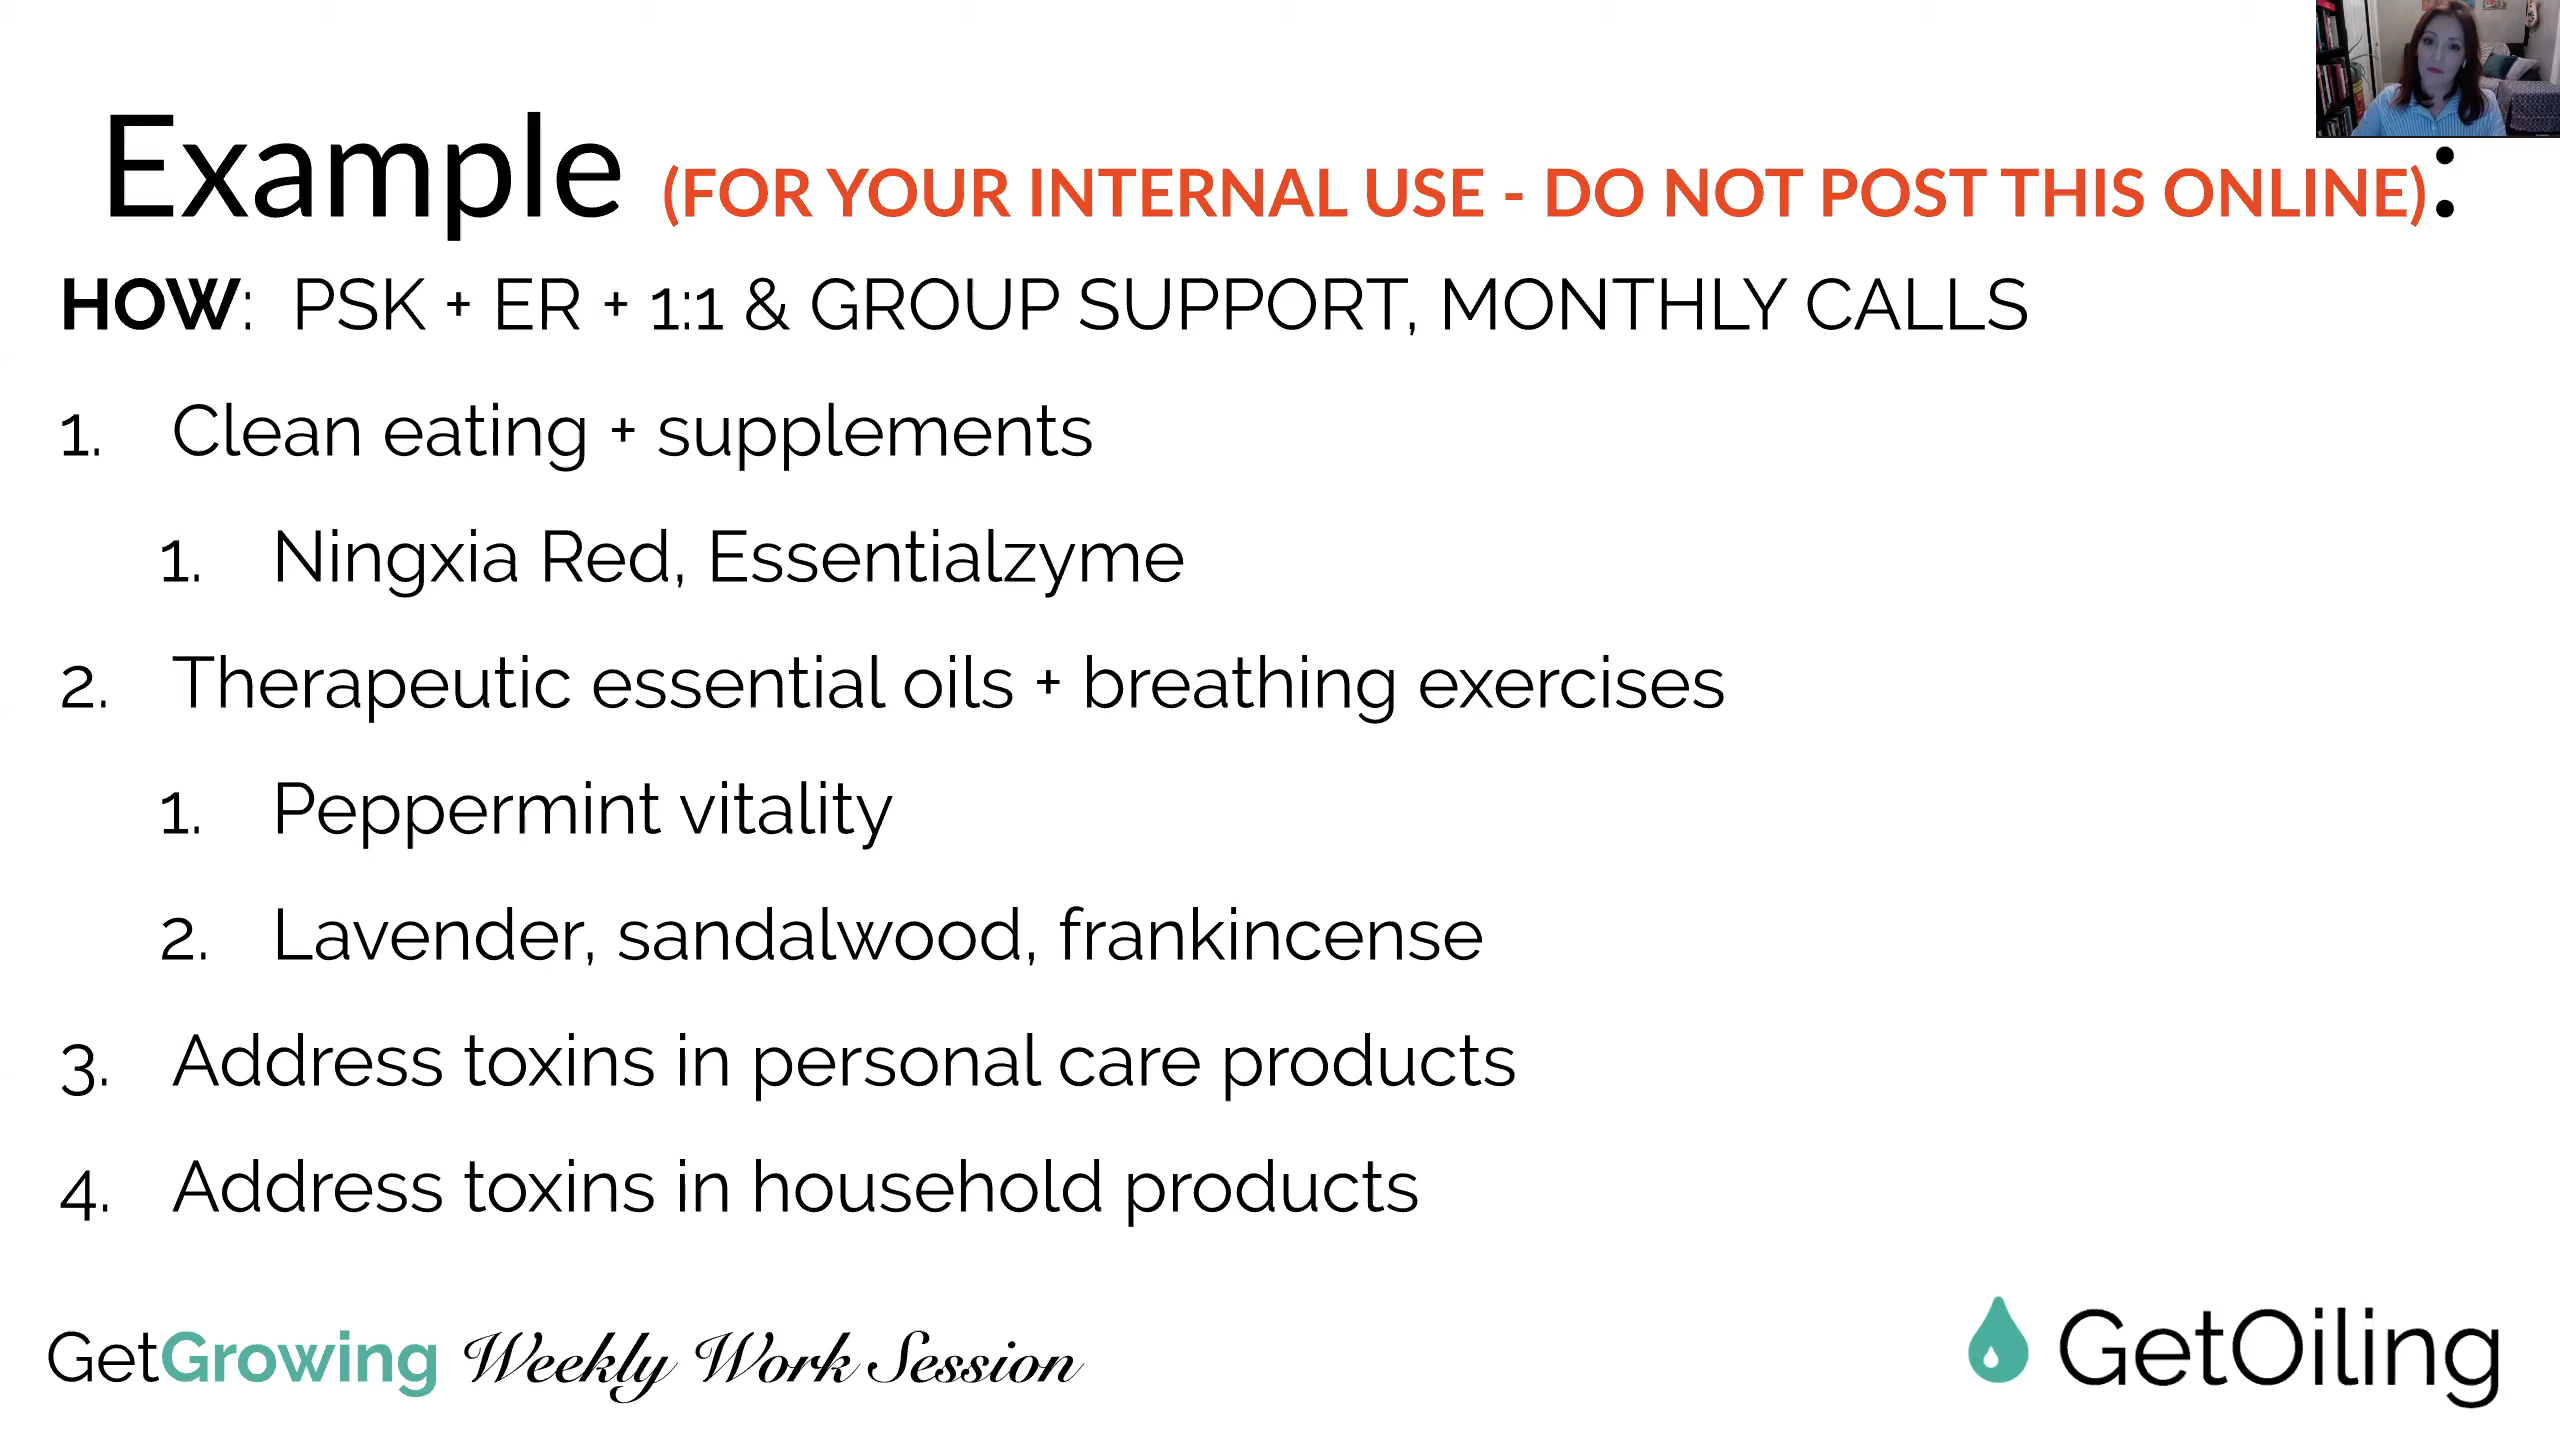 Example (FOR YOUR INTERNAL USE - DO NOT POST THIS ONLINE):
HOW: PSK + ER + 1:1 & GROUP SUPPORT, MONTHLY CALLS
1. Clean eating + supplements
1. Ningxia Red, Essentialzyme
2. Therapeutic essential oils + breathing exercises
1. Peppermint vitality
2. Lavender, sandalwood, frankincense
3. Address toxins in personal care products
4. Address toxins in household products
GetGrowing Weekly Work Session
GetOiling